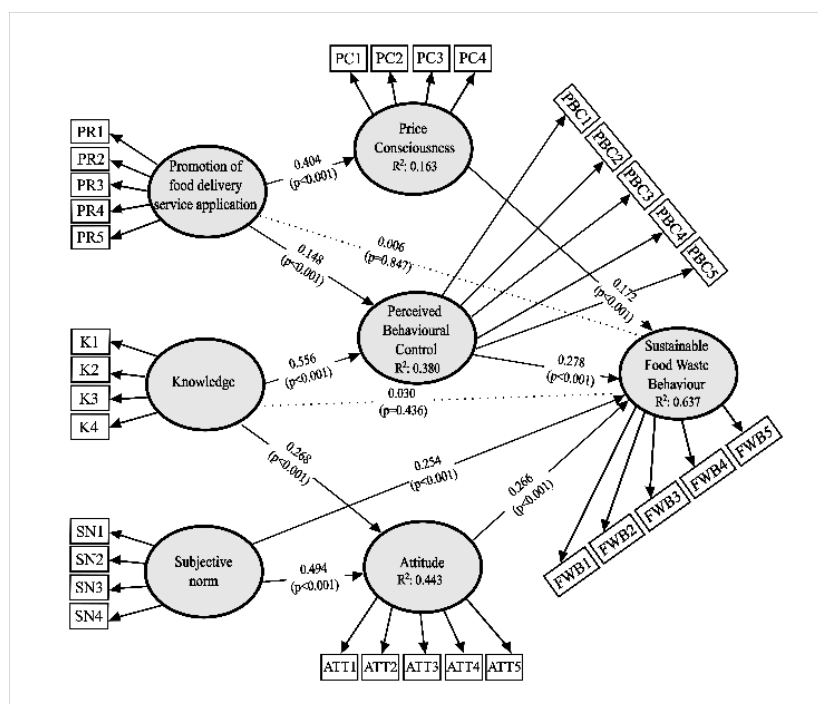 PC1 PC2 PC3 PC4
PR1
PR2
PR3
PR4
PR5
Promotion of
food delivery
service application
0.404
(p<0.001)
Price
Consciousness
R²: 0.163
PBC1
PBC2
PBC3
PBC4
PBC5
0.148
(p<0.001)
0.006
(p=0.847)
0.172
(p<0.001)
K1
K2
K3
K4
Knowledge
0.556
(p<0.001)
Perceived
Behavioural
Control
R²: 0.380
0.278
(p<0.001)
Sustainable
Food Waste
Behaviour
R²: 0.637
0.030
(p=0.436)
0.268
(p<0.001)
0.254
(p<0.001)
0.266
(p<0.001)
FWB1
FWB2
FWB3
FWB4
FWB5
SN1
SN2
SN3
SN4
Subjective
norm
0.494
(p<0.001)
Attitude
R²: 0.443
ATT1 ATT2 ATT3 ATT4 ATT5